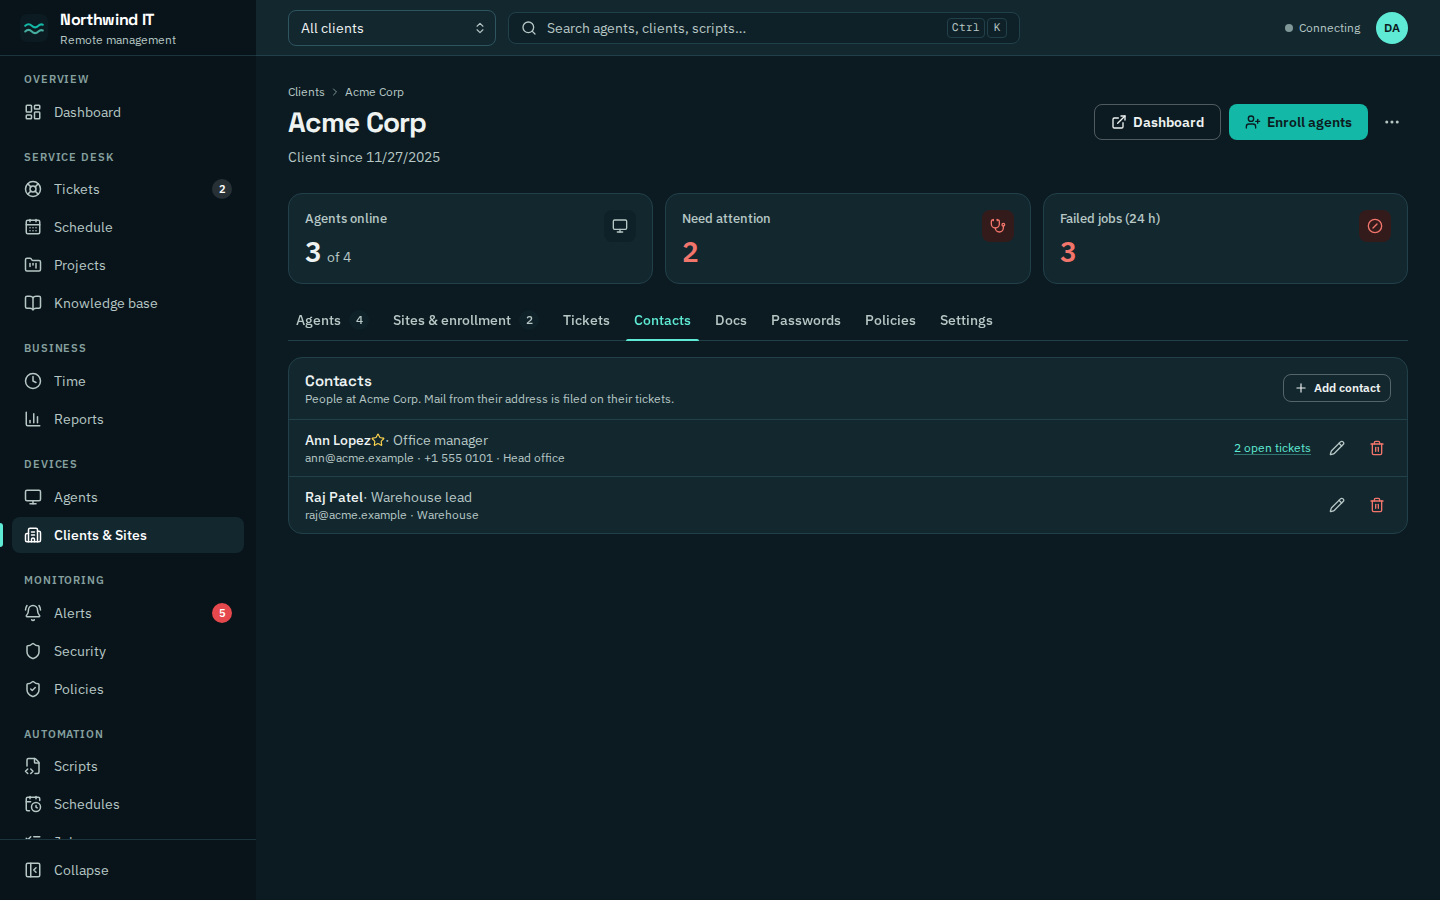 Northwind IT
Remote management
All clients
Search agents, clients, scripts...
Ctrl K
Connecting
DA
OVERVIEW
Dashboard
SERVICE DESK
Tickets 2
Schedule
Projects
Knowledge base
BUSINESS
Time
Reports
DEVICES
Agents
Clients & Sites
MONITORING
Alerts 5
Security
Policies
AUTOMATION
Scripts
Schedules
Collapse
Clients > Acme Corp
Acme Corp
Client since 11/27/2025
Dashboard
Enroll agents
Agents online
3 of 4
Need attention
2
Failed jobs (24 h)
3
Agents 4 Sites & enrollment 2 Tickets Contacts Docs Passwords Policies Settings
Contacts
People at Acme Corp. Mail from their address is filed on their tickets.
Add contact
Ann Lopez · Office manager
ann@acme.example · +1 555 0101 · Head office
2 open tickets
Raj Patel · Warehouse lead
raj@acme.example · Warehouse